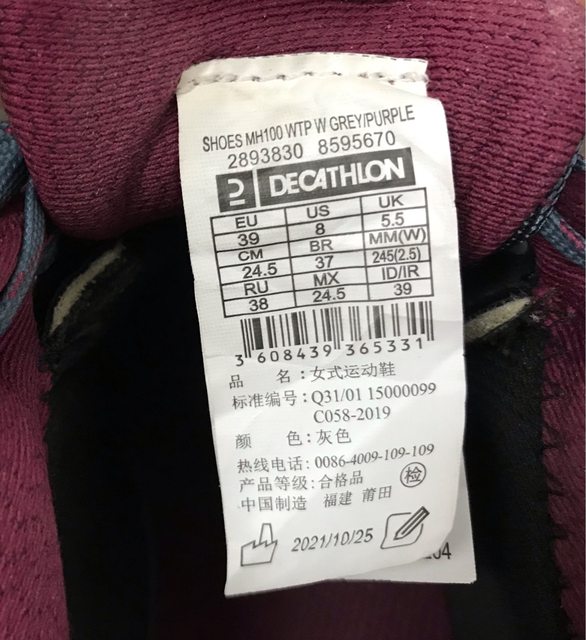 SHOES MH100 WTP W GREY/PURPLE
2893830 8595670
DECATHLON
EU US UK
39 8 5.5
CM BR MM(W)
24.5 37 245(2.5)
RU MX ID/IR
38 24.5 39
3 608439 365331
品 名：女式运动鞋
标准编号：Q31/01 15000099
C058-2019
颜 色：灰色
热线电话：0086-4009-109-109
产品等级：合格品
检
中国制造 福建 莆田
2021/10/25